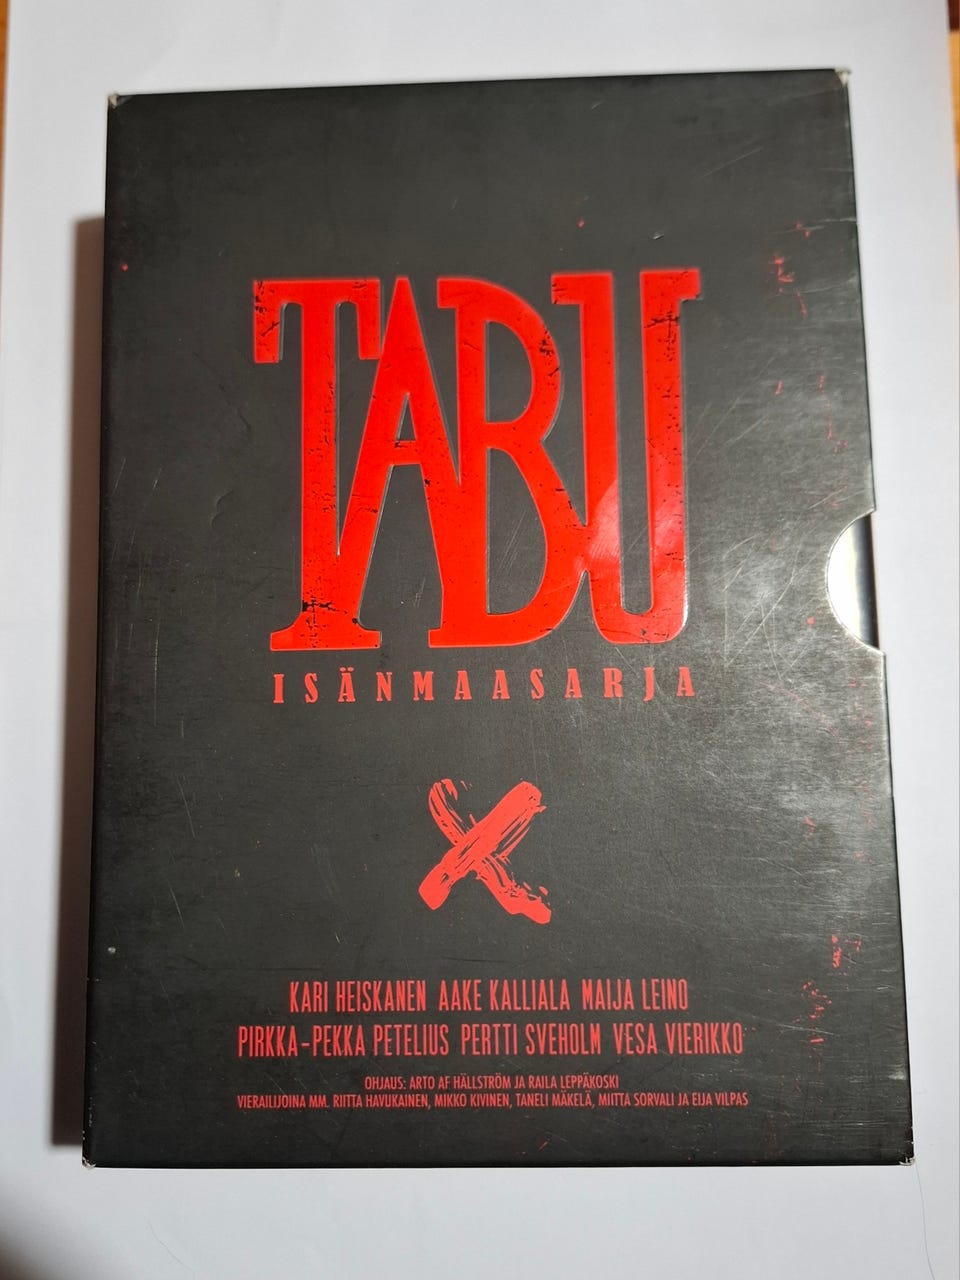 TABU
ISÄNMAASARJA
KARI HEISKANEN AAKE KALLIALA MAIJA LEINO
PIRKKA-PEKKA PETELIUS PERTTI SVEHOLM VESA VIERIKKO
OHJAUS: ARTO AF HÄLLSTRÖM JA RAILA LEPPÄKOSKI
VIERAILIJOINA MM. RIITTA HAVUKAINEN, MIKKO KIVINEN, TANELI MÄKELÄ, MIITTA SORVALI JA EIJA VILPAS